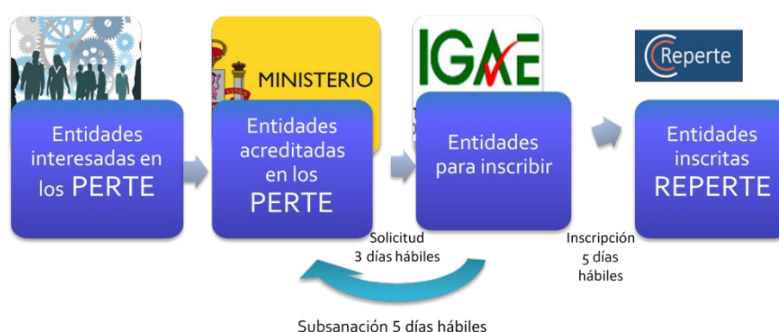 MINISTERIO
IGAE
Reperte
Entidades
interesadas en
los PERTE
Entidades
acreditadas
en los
PERTE
Entidades
para inscribir
Entidades
inscritas
REPERTE
Solicitud
3 días hábiles
Inscripción
5 días
hábiles
Subsanación 5 días hábiles